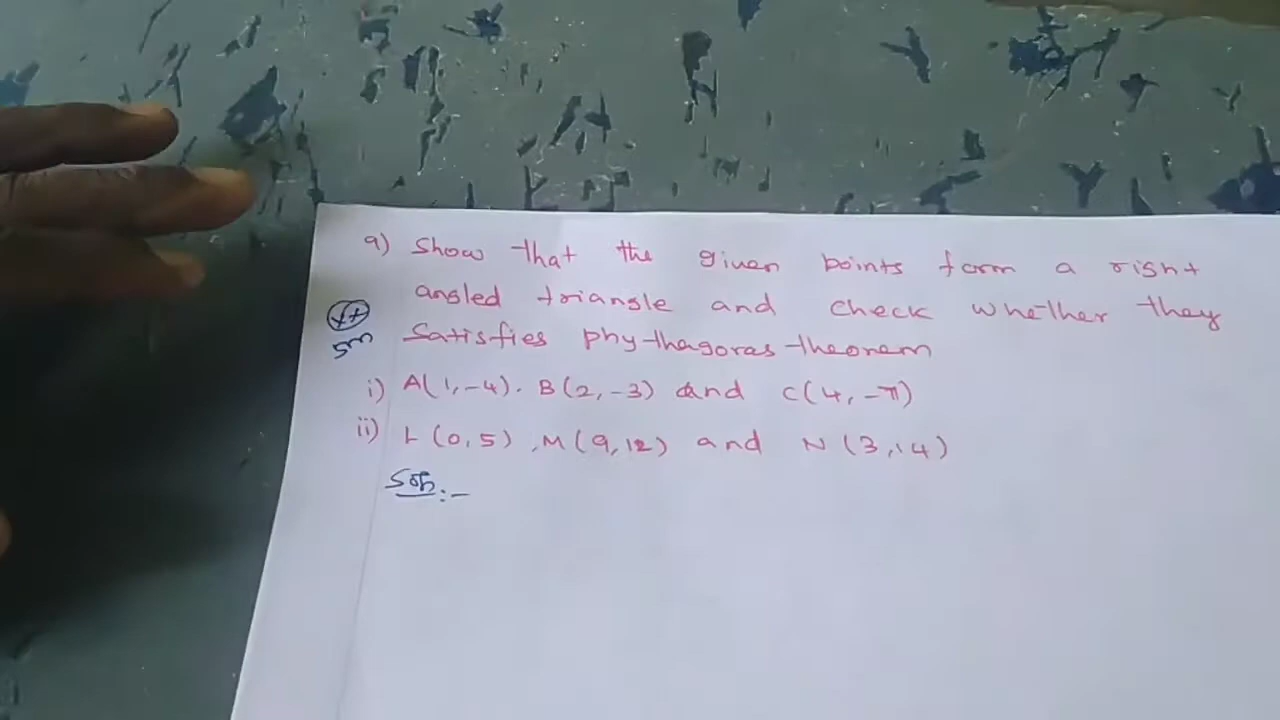 9) Show that the given points form a right
angled triangle and check whether they
satisfies phythagoras theorem
5m
i) A(1,-4), B(2,-3) and C(4,-7)
ii) L(0,5), M(9,12) and N(3,14)
Soln:-